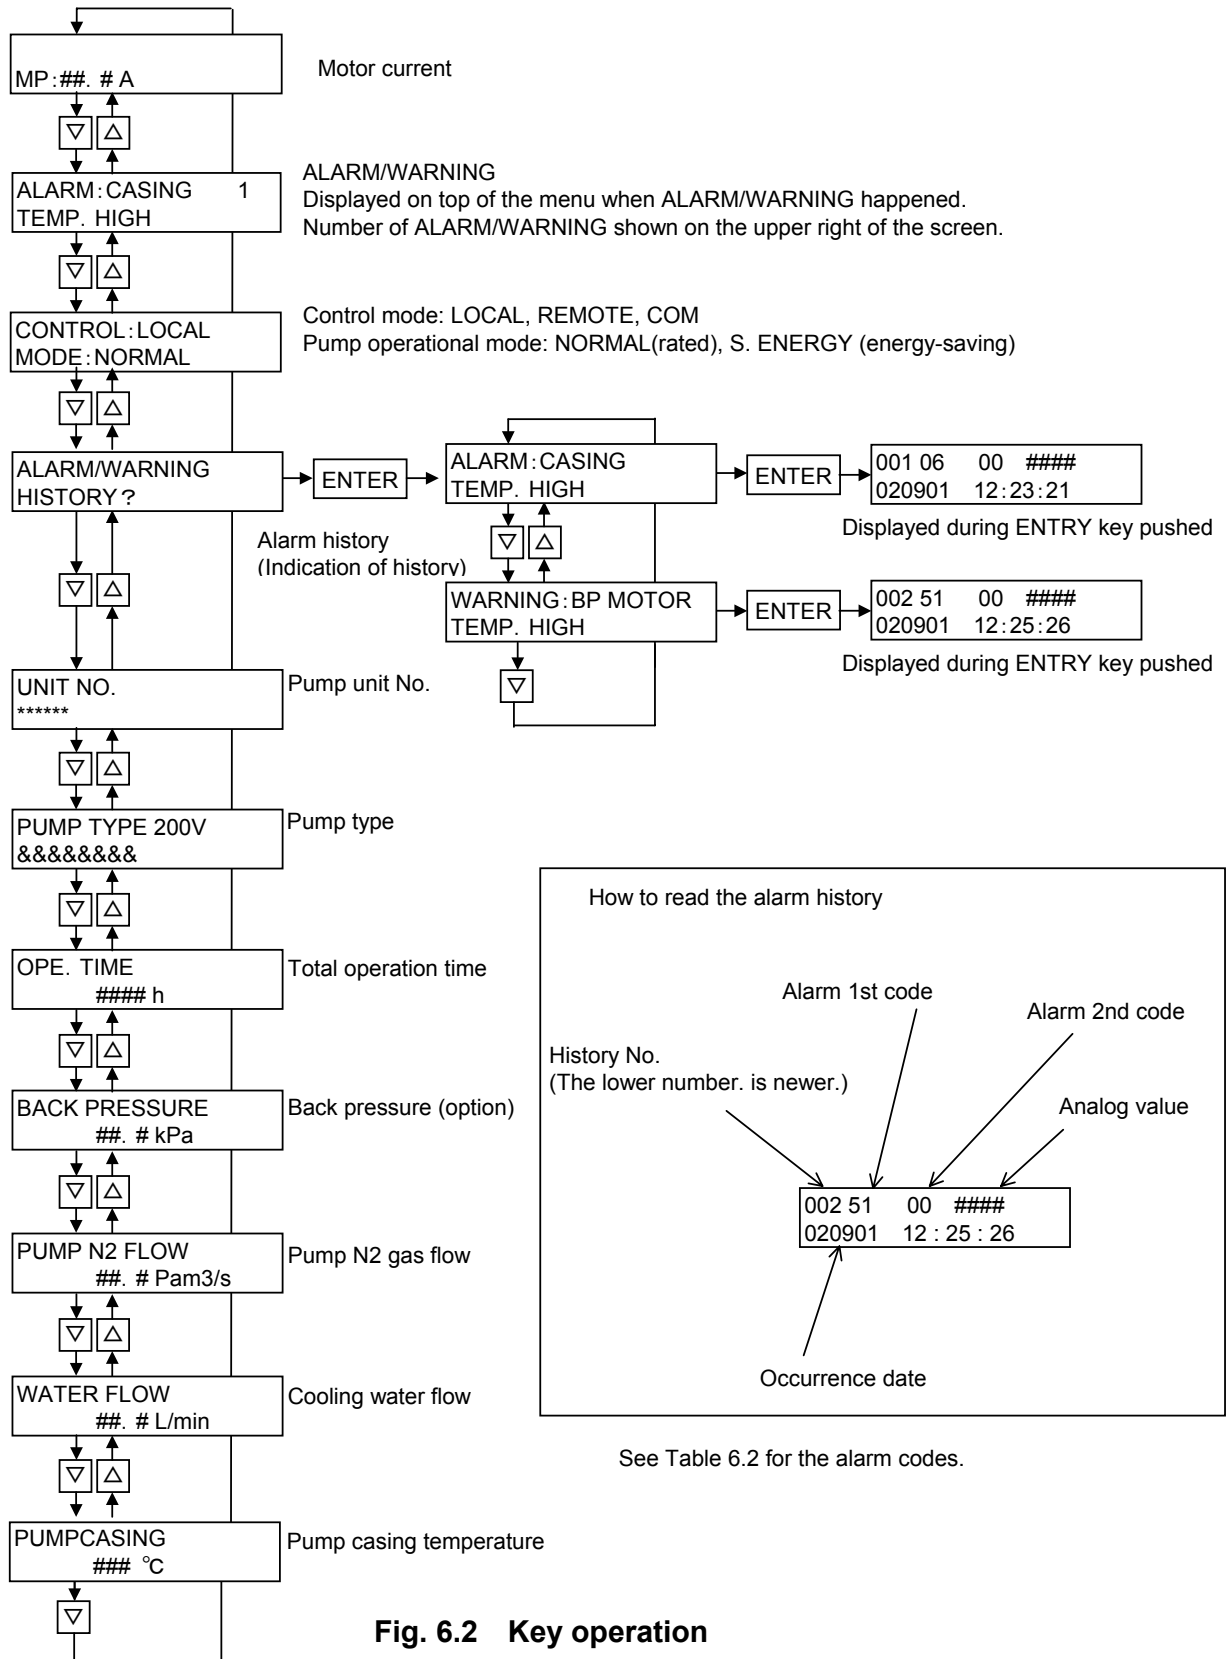 MP:##. # A
Motor current
▽ △
ALARM:CASING 1
TEMP. HIGH
ALARM/WARNING
Displayed on top of the menu when ALARM/WARNING happened.
Number of ALARM/WARNING shown on the upper right of the screen.
▽ △
CONTROL:LOCAL
MODE:NORMAL
Control mode: LOCAL, REMOTE, COM
Pump operational mode: NORMAL(rated), S. ENERGY (energy-saving)
▽ △
ALARM/WARNING
HISTORY?
ENTER
Alarm history
(Indication of history)
ALARM:CASING
TEMP. HIGH
ENTER
001 06 00 ####
020901 12:23:21
Displayed during ENTRY key pushed
▽ △
WARNING:BP MOTOR
TEMP. HIGH
ENTER
002 51 00 ####
020901 12:25:26
Displayed during ENTRY key pushed
▽
▽ △
UNIT NO.
******
Pump unit No.
▽ △
PUMP TYPE 200V
&&&&&&&&
Pump type
▽ △
OPE. TIME
#### h
Total operation time
▽ △
BACK PRESSURE
##. # kPa
Back pressure (option)
▽ △
PUMP N2 FLOW
##. # Pam3/s
Pump N2 gas flow
▽ △
WATER FLOW
##. # L/min
Cooling water flow
▽ △
PUMPCASING
### ℃
Pump casing temperature
▽
How to read the alarm history
Alarm 1st code
Alarm 2nd code
History No.
(The lower number. is newer.)
Analog value
002 51 00 ####
020901 12 : 25 : 26
Occurrence date
See Table 6.2 for the alarm codes.
Fig. 6.2 Key operation